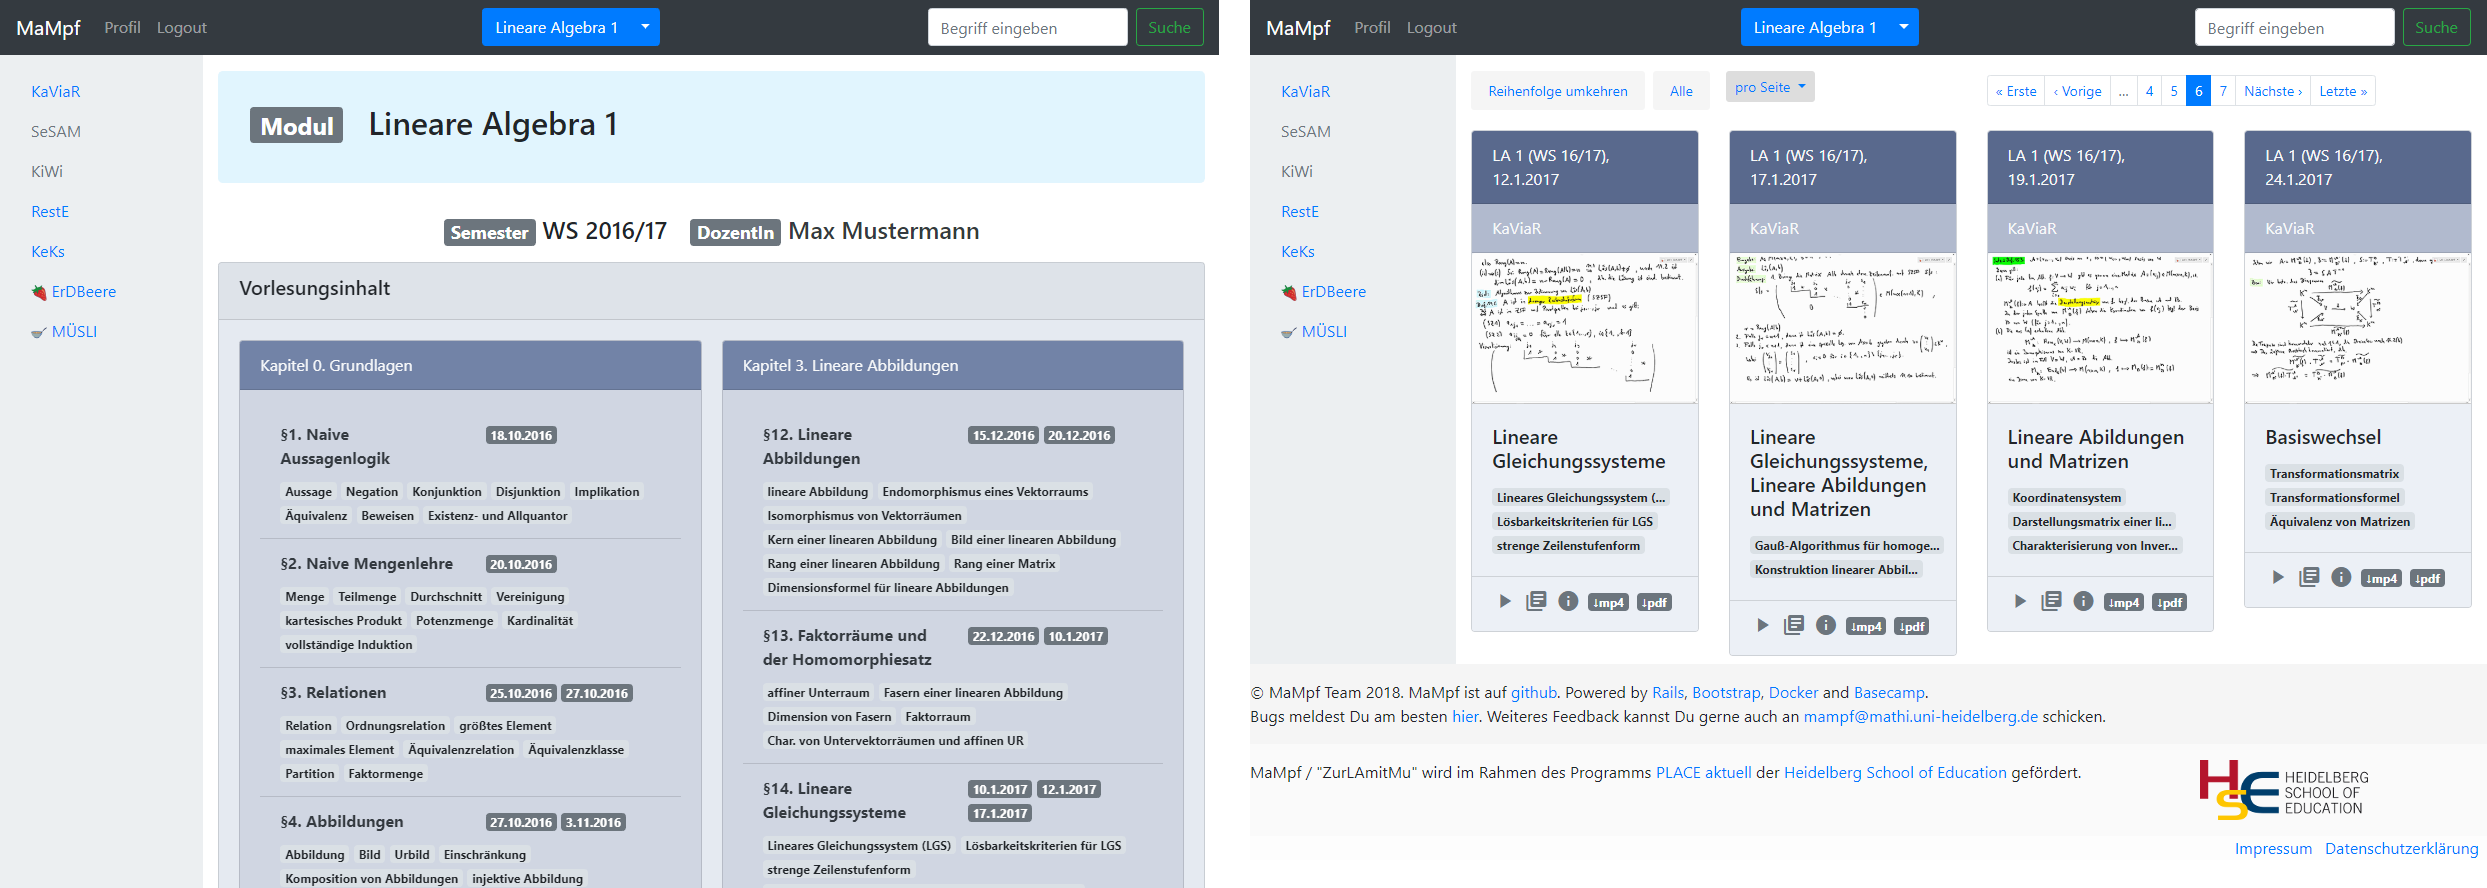 MaMpf Profil Logout Lineare Algebra 1 Begriff eingeben Suche
KaViaR
SeSAM
KiWi
RestE
KeKs
ErDBeere
MÜSLI
Modul Lineare Algebra 1
Semester WS 2016/17 DozentIn Max Mustermann
Vorlesungsinhalt
Kapitel 0. Grundlagen
§1. Naive 18.10.2016
Aussagenlogik
Aussage Negation Konjunktion Disjunktion Implikation
Äquivalenz Beweisen Existenz- und Allquantor
§2. Naive Mengenlehre 20.10.2016
Menge Teilmenge Durchschnitt Vereinigung
kartesisches Produkt Potenzmenge Kardinalität
vollständige Induktion
§3. Relationen 25.10.2016 27.10.2016
Relation Ordnungsrelation größtes Element
maximales Element Äquivalenzrelation Äquivalenzklasse
Partition Faktormenge
§4. Abbildungen 27.10.2016 3.11.2016
Abbildung Bild Urbild Einschränkung
Komposition von Abbildungen injektive Abbildung
Kapitel 3. Lineare Abbildungen
§12. Lineare 15.12.2016 20.12.2016
Abbildungen
lineare Abbildung Endomorphismus eines Vektorraums
Isomorphismus von Vektorräumen
Kern einer linearen Abbildung Bild einer linearen Abbildung
Rang einer linearen Abbildung Rang einer Matrix
Dimensionsformel für lineare Abbildungen
§13. Faktorräume und 22.12.2016 10.1.2017
der Homomorphiesatz
affiner Unterraum Fasern einer linearen Abbildung
Dimension von Fasern Faktorraum
Char. von Untervektorräumen und affinen UR
§14. Lineare 10.1.2017 12.1.2017
Gleichungssysteme 17.1.2017
Lineares Gleichungssystem (LGS) Lösbarkeitskriterien für LGS
strenge Zeilenstufenform
MaMpf Profil Logout Lineare Algebra 1 Begriff eingeben Suche
KaViaR
SeSAM
KiWi
RestE
KeKs
ErDBeere
MÜSLI
Reihenfolge umkehren Alle pro Seite « Erste ‹ Vorige ... 4 5 6 7 Nächste › Letzte »
LA 1 (WS 16/17),
12.1.2017
KaViaR
Lineare
Gleichungssysteme
Lineares Gleichungssystem (...
Lösbarkeitskriterien für LGS
strenge Zeilenstufenform
↓mp4 ↓pdf
LA 1 (WS 16/17),
17.1.2017
KaViaR
Lineare
Gleichungssysteme,
Lineare Abildungen
und Matrizen
Gauß-Algorithmus für homoge...
Konstruktion linearer Abbil...
↓mp4 ↓pdf
LA 1 (WS 16/17),
19.1.2017
KaViaR
Lineare Abildungen
und Matrizen
Koordinatensystem
Darstellungsmatrix einer li...
Charakterisierung von Inver...
↓mp4 ↓pdf
LA 1 (WS 16/17),
24.1.2017
KaViaR
Basiswechsel
Transformationsmatrix
Transformationsformel
Äquivalenz von Matrizen
↓mp4 ↓pdf
© MaMpf Team 2018. MaMpf ist auf github. Powered by Rails, Bootstrap, Docker and Basecamp.
Bugs meldest Du am besten hier. Weiteres Feedback kannst Du gerne auch an mampf@mathi.uni-heidelberg.de schicken.
MaMpf / "ZurLAmitMu" wird im Rahmen des Programms PLACE aktuell der Heidelberg School of Education gefördert.
HSE HEIDELBERG
SCHOOL OF
EDUCATION
Impressum Datenschutzerklärung